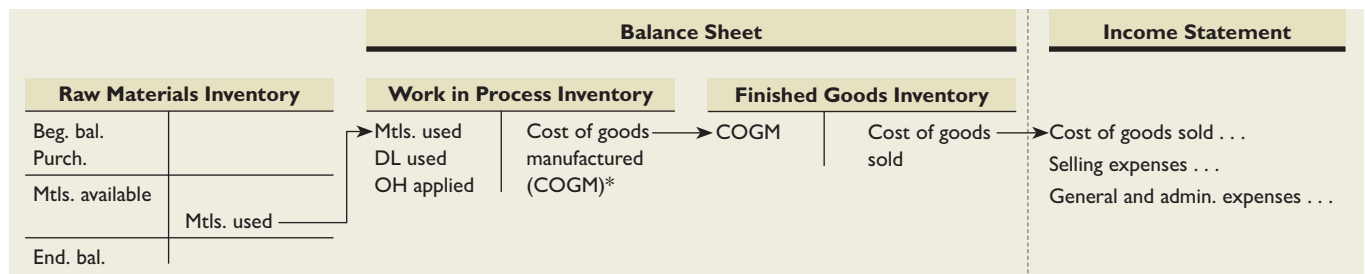 Balance Sheet
Income Statement
Raw Materials Inventory
Beg. bal.
Purch.
Mtls. available
Mtls. used
End. bal.
Work in Process Inventory
Mtls. used
DL used
OH applied
Cost of goods
manufactured
(COGM)*
Finished Goods Inventory
COGM
Cost of goods
sold
Cost of goods sold . . .
Selling expenses . . .
General and admin. expenses . . .